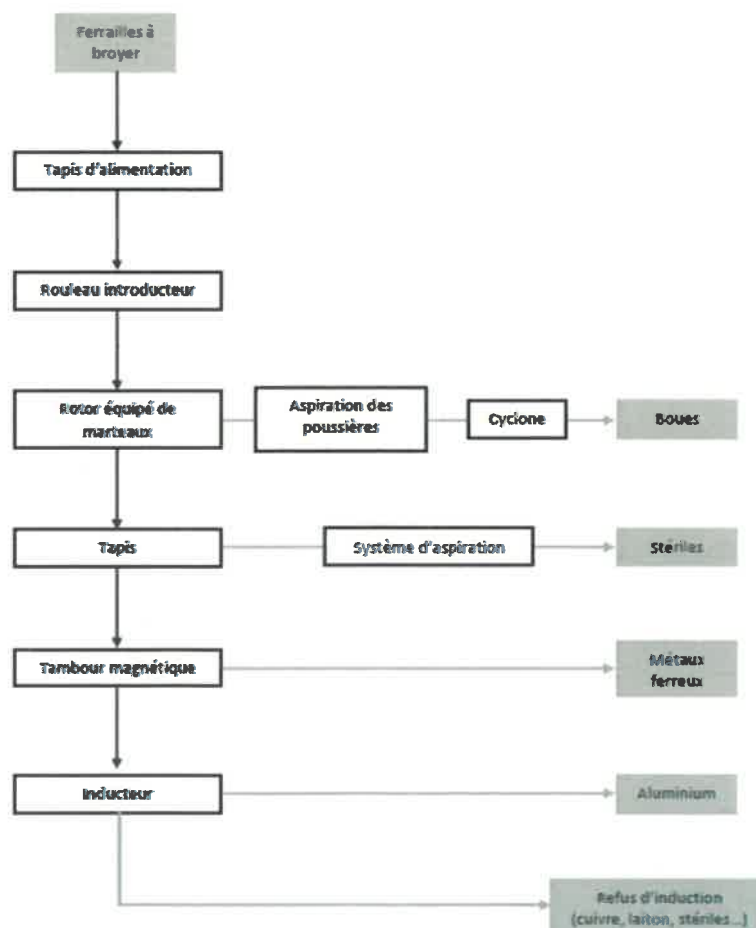 Ferrailles à
broyer
Tapis d'alimentation
Rouleau introducteur
Rotor équipé de
marteaux
Aspiration des
poussières
Cyclone
Boues
Tapis
Système d'aspiration
Stériles
Tambour magnétique
Métaux
ferreux
Inducteur
Aluminium
Refus d'induction
(cuivre, laiton, stériles...)